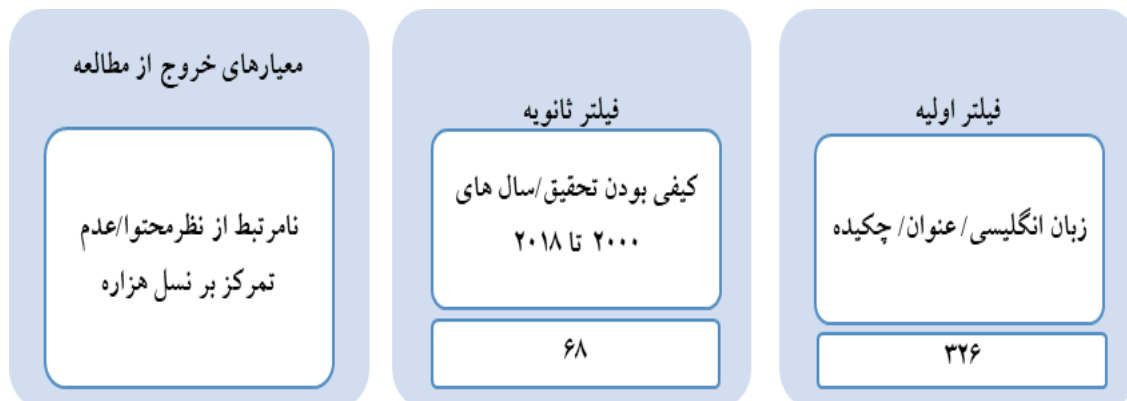 فیلتر اولیه
زبان انگلیسی/ عنوان/ چکیده
۳۲۶
فیلتر ثانویه
کیفی بودن تحقیق/سال های
۲۰۰۰ تا ۲۰۱۸
۶۸
معیارهای خروج از مطالعه
نامرتبط از نظرمحتوا/عدم
تمرکز بر نسل هزاره